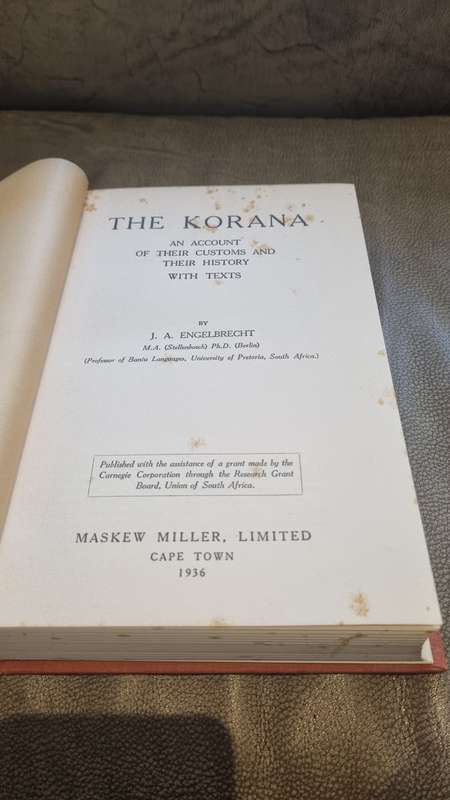 THE KORANA
AN ACCOUNT
OF THEIR CUSTOMS AND
THEIR HISTORY
WITH TEXTS
BY
J. A. ENGELBRECHT
M.A. (Stellenbosch) Ph.D. (Berlin)
(Professor of Bantu Languages, University of Pretoria, South Africa.)
Published with the assistance of a grant made by the
Carnegie Corporation through the Research Grant
Board, Union of South Africa.
MASKEW MILLER, LIMITED
CAPE TOWN
1936